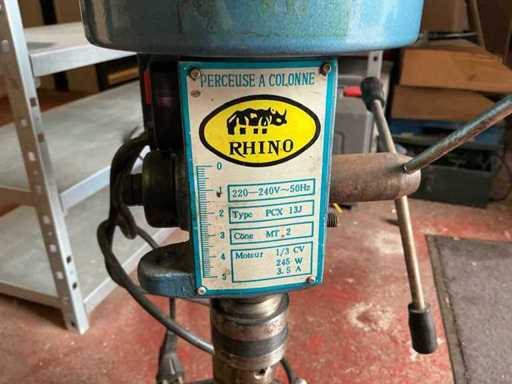 PERCEUSE A COLONNE
RHINO
0
1
2
3
4
5
220—240V~50Hz
Type PCX 13J
Cône MT 2
Moteur 1/3 CV
245 W
3.5 A